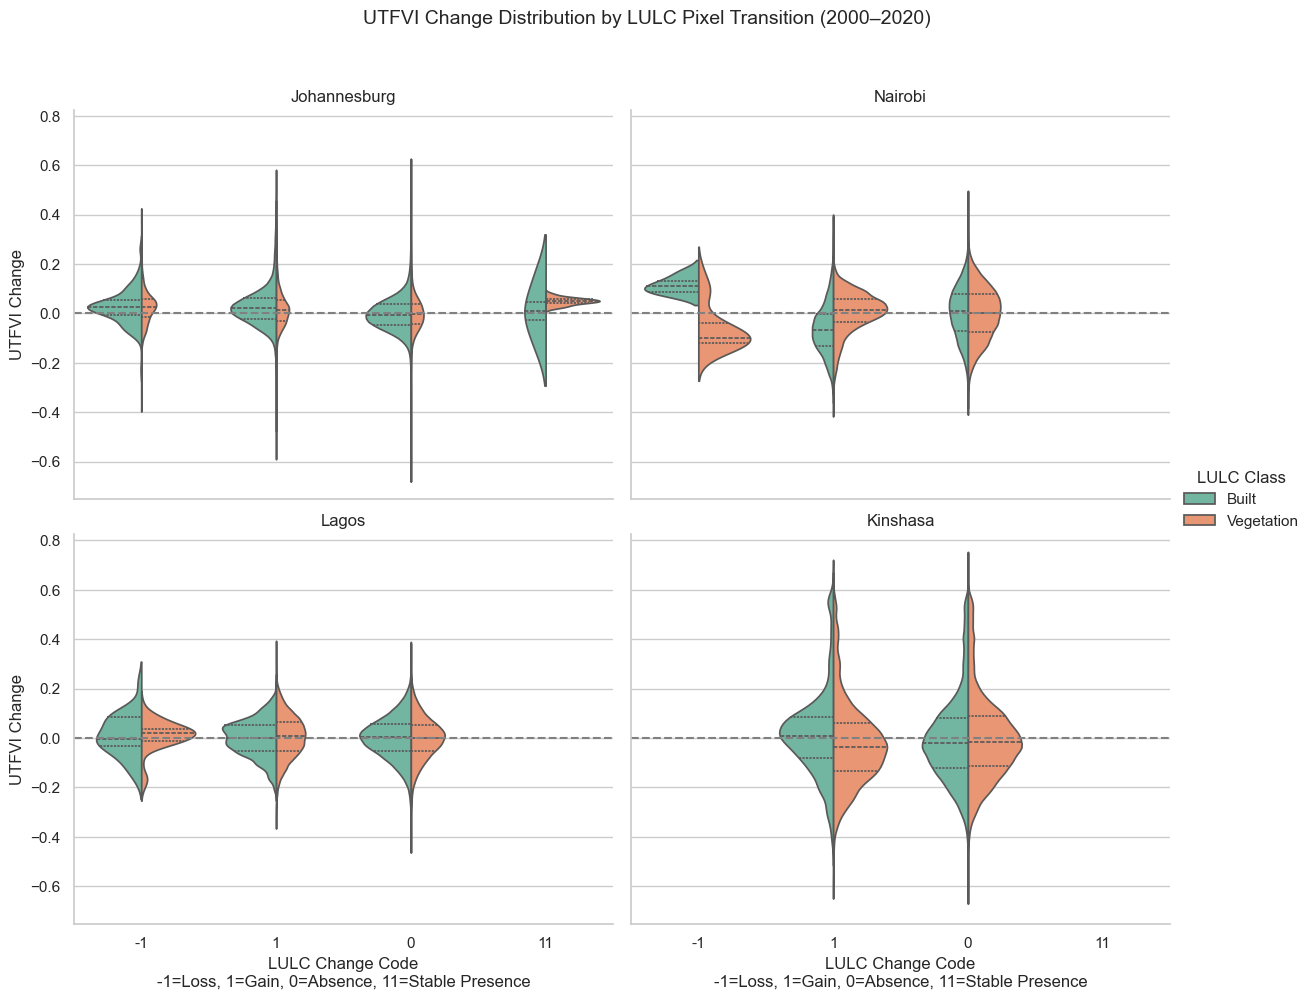 UTFVI Change Distribution by LULC Pixel Transition (2000–2020)
Johannesburg
Nairobi
0.8
0.6
0.4
0.2
0.0
−0.2
−0.4
−0.6
UTFVI Change
LULC Class
Built
Vegetation
Lagos
Kinshasa
0.8
0.6
0.4
0.2
0.0
−0.2
−0.4
−0.6
UTFVI Change
-1 1 0 11
-1 1 0 11
LULC Change Code
-1=Loss, 1=Gain, 0=Absence, 11=Stable Presence
LULC Change Code
-1=Loss, 1=Gain, 0=Absence, 11=Stable Presence